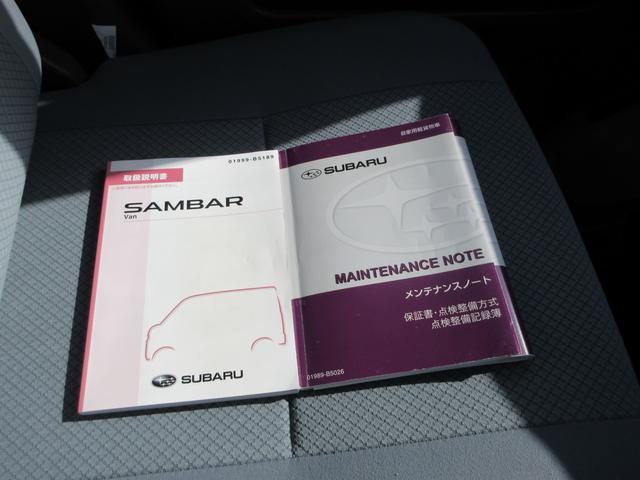 01999-B5189
取扱説明書
SAMBAR
Van
SUBARU
自家用軽貨物車
SUBARU
MAINTENANCE NOTE
メンテナンスノート
保証書・点検整備方式
点検整備記録簿
01989-B5026